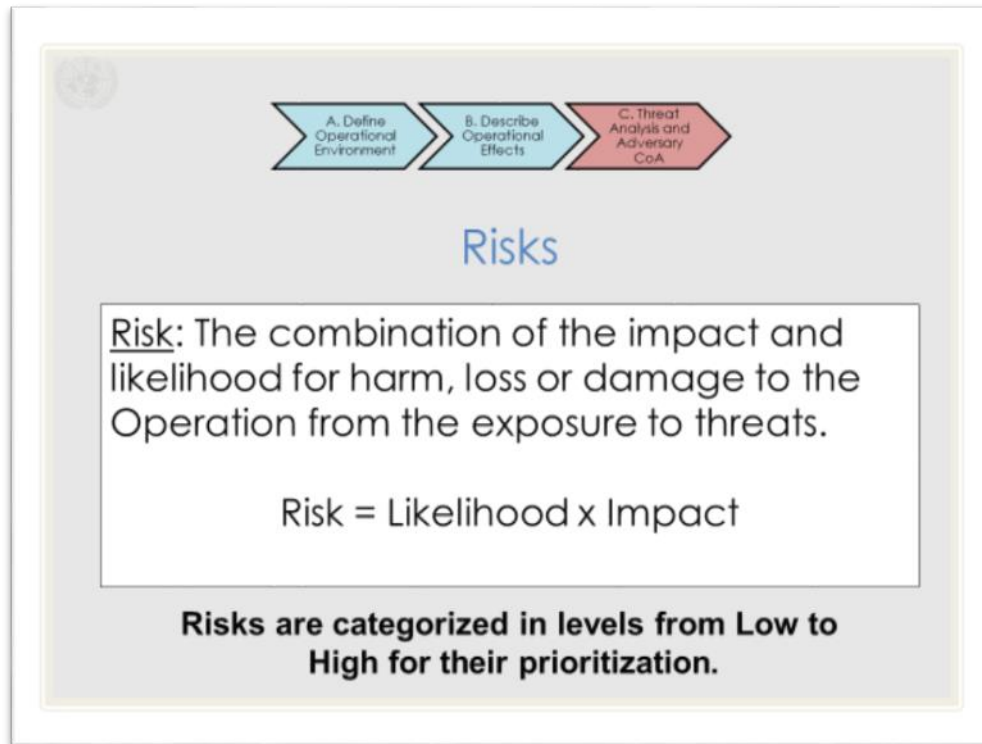 A. Define
Operational
Environment
B. Describe
Operational
Effects
C. Threat
Analysis and
Adversary
CoA
Risks
Risk: The combination of the impact and
likelihood for harm, loss or damage to the
Operation from the exposure to threats.
Risk = Likelihood x Impact
Risks are categorized in levels from Low to
High for their prioritization.